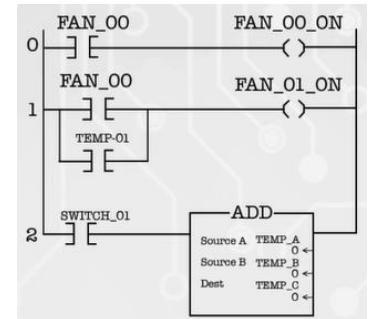 FAN_00 FAN_00_ON
0
FAN_00 FAN_01_ON
1
TEMP-01
SWITCH_01 ADD
2
Source A TEMP_A
0
Source B TEMP_B
0
Dest TEMP_C
0